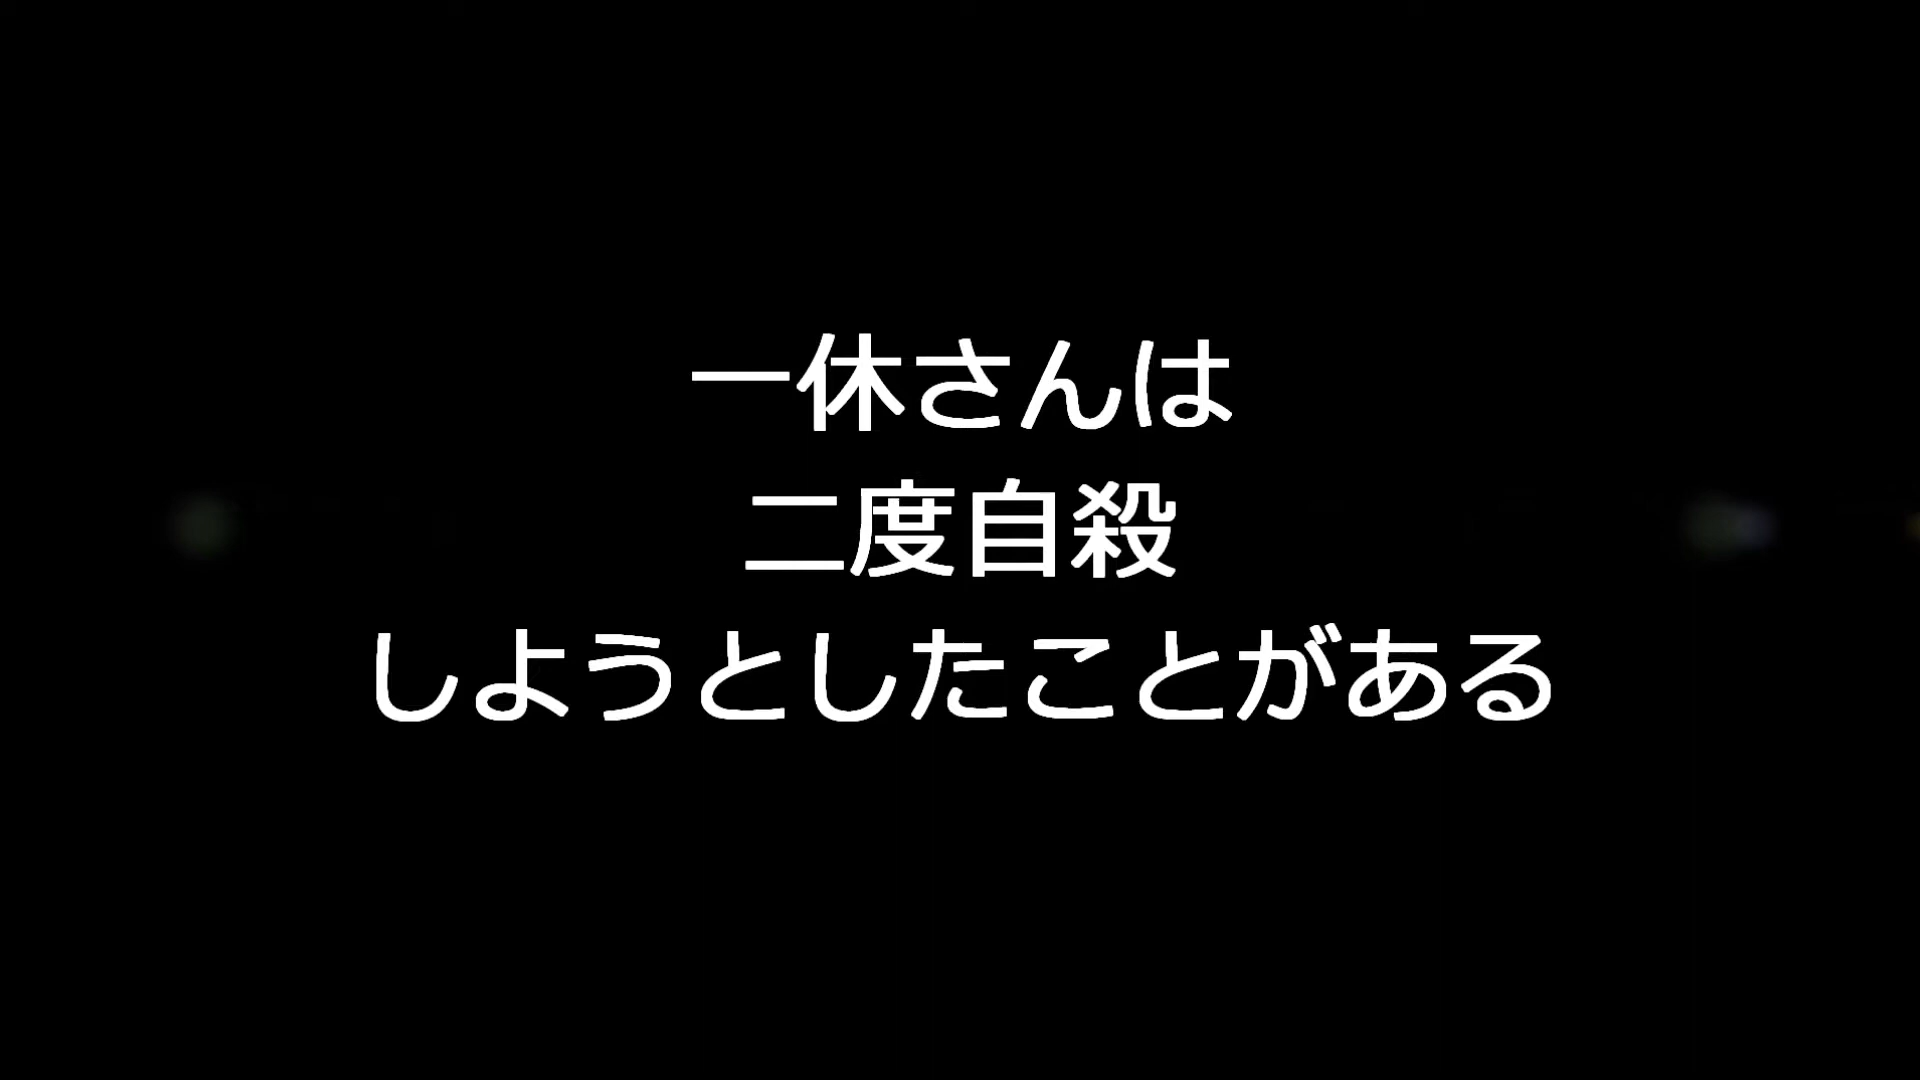 一休さんは
二度自殺
しようとしたことがある